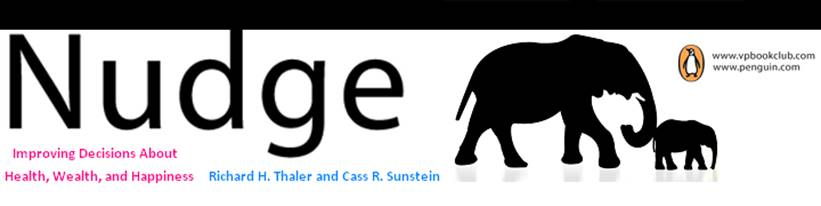 Nudge
Improving Decisions About
Health, Wealth, and Happiness
Richard H. Thaler and Cass R. Sunstein
www.vpbookclub.com
www.penguin.com